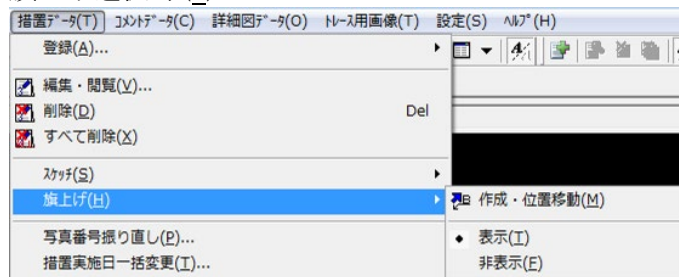 措置ﾃﾞｰﾀ(T) ｺﾒﾝﾄﾃﾞｰﾀ(C) 詳細図ﾃﾞｰﾀ(O) ﾄﾚｰｽ用画像(T) 設定(S) ﾍﾙﾌﾟ(H)
登録(A)...
編集・閲覧(V)...
削除(D) Del
すべて削除(X)
ｽｹｯﾁ(S)
旗上げ(H)
作成・位置移動(M)
写真番号振り直し(P)...
表示(T)
措置実施日一括変更(I)...
非表示(F)